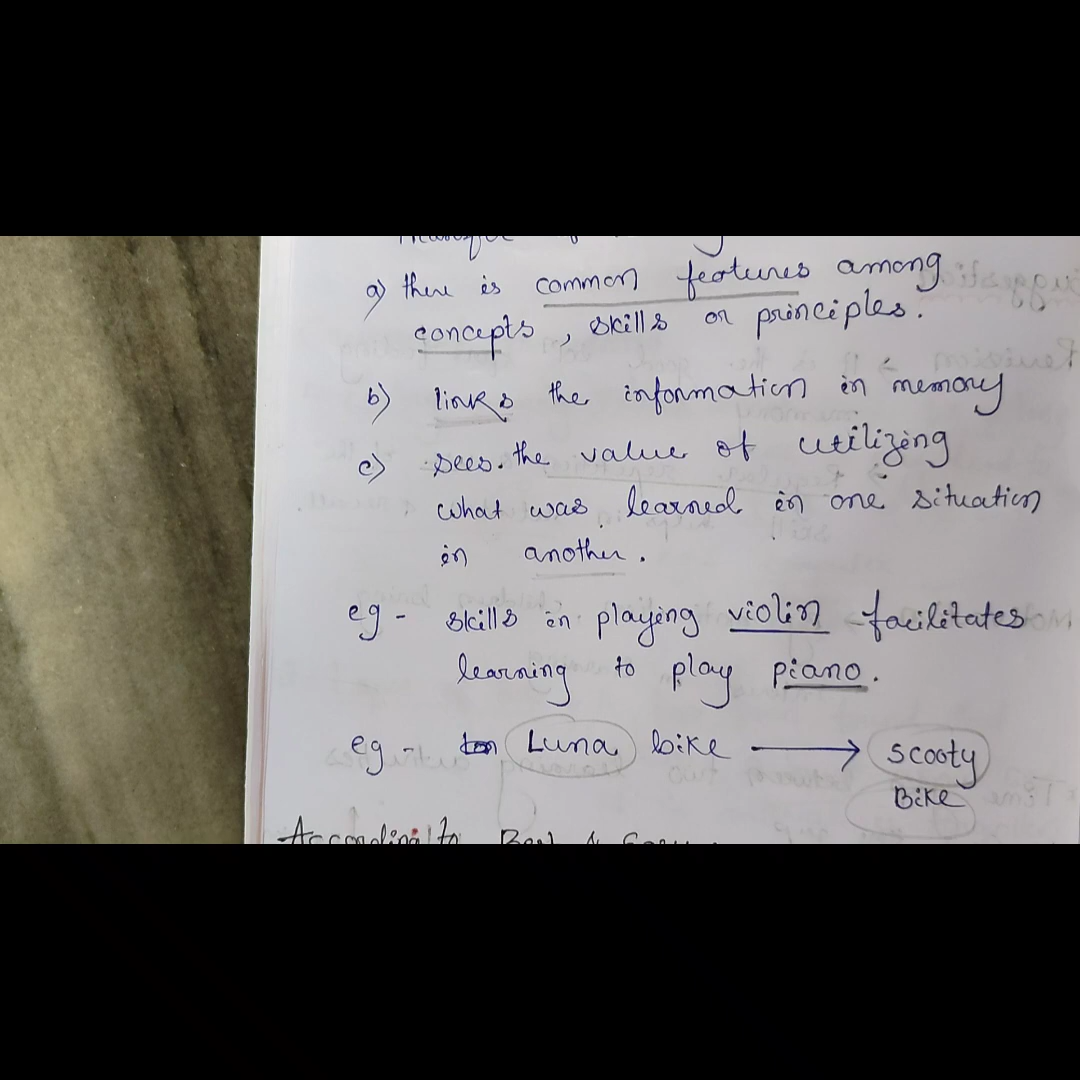 a) there is common features among
concepts, skills or principles.
b) links the information in memory
c) sees the value of utilizing
what was learned in one situation
in another.
eg - skills in playing violin facilitates
learning to play piano.
eg - Luna bike → scooty
Bike
According to